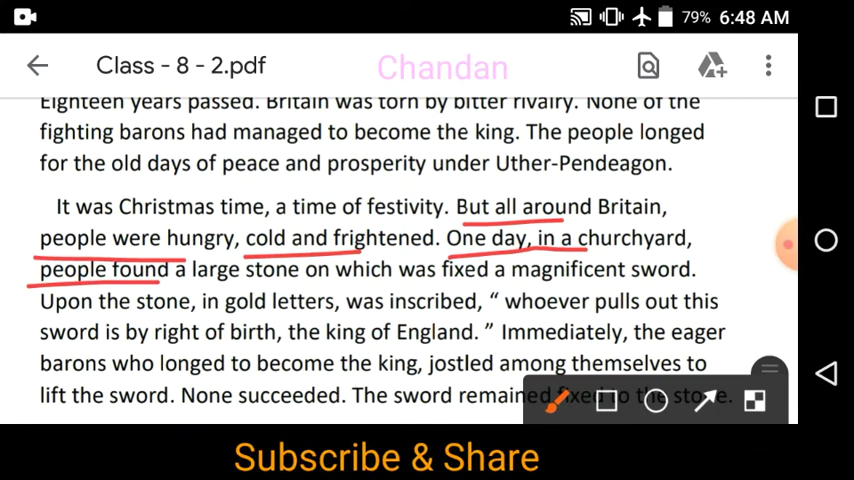 79% 6:48 AM
Class - 8 - 2.pdf
Chandan
Eighteen years passed. Britain was torn by bitter rivalry. None of the
fighting barons had managed to become the king. The people longed
for the old days of peace and prosperity under Uther-Pendeagon.
It was Christmas time, a time of festivity. But all around Britain,
people were hungry, cold and frightened. One day, in a churchyard,
people found a large stone on which was fixed a magnificent sword.
Upon the stone, in gold letters, was inscribed, “ whoever pulls out this
sword is by right of birth, the king of England. ” Immediately, the eager
barons who longed to become the king, jostled among themselves to
lift the sword. None succeeded. The sword remained fixed to the stone.
Subscribe & Share